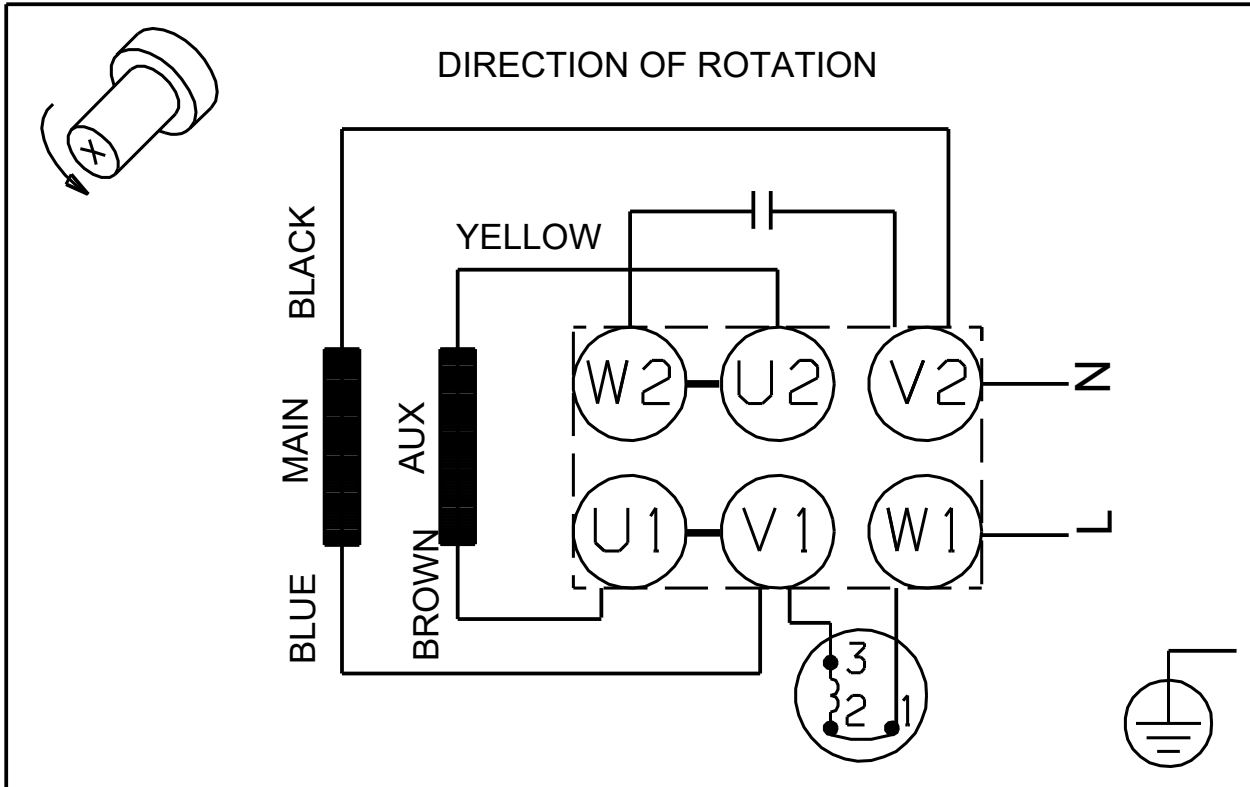 DIRECTION OF ROTATION
BLACK
YELLOW
MAIN
AUX
W2 U2 V2 N
U1 V1 W1 L
BLUE
BROWN
3
2 1